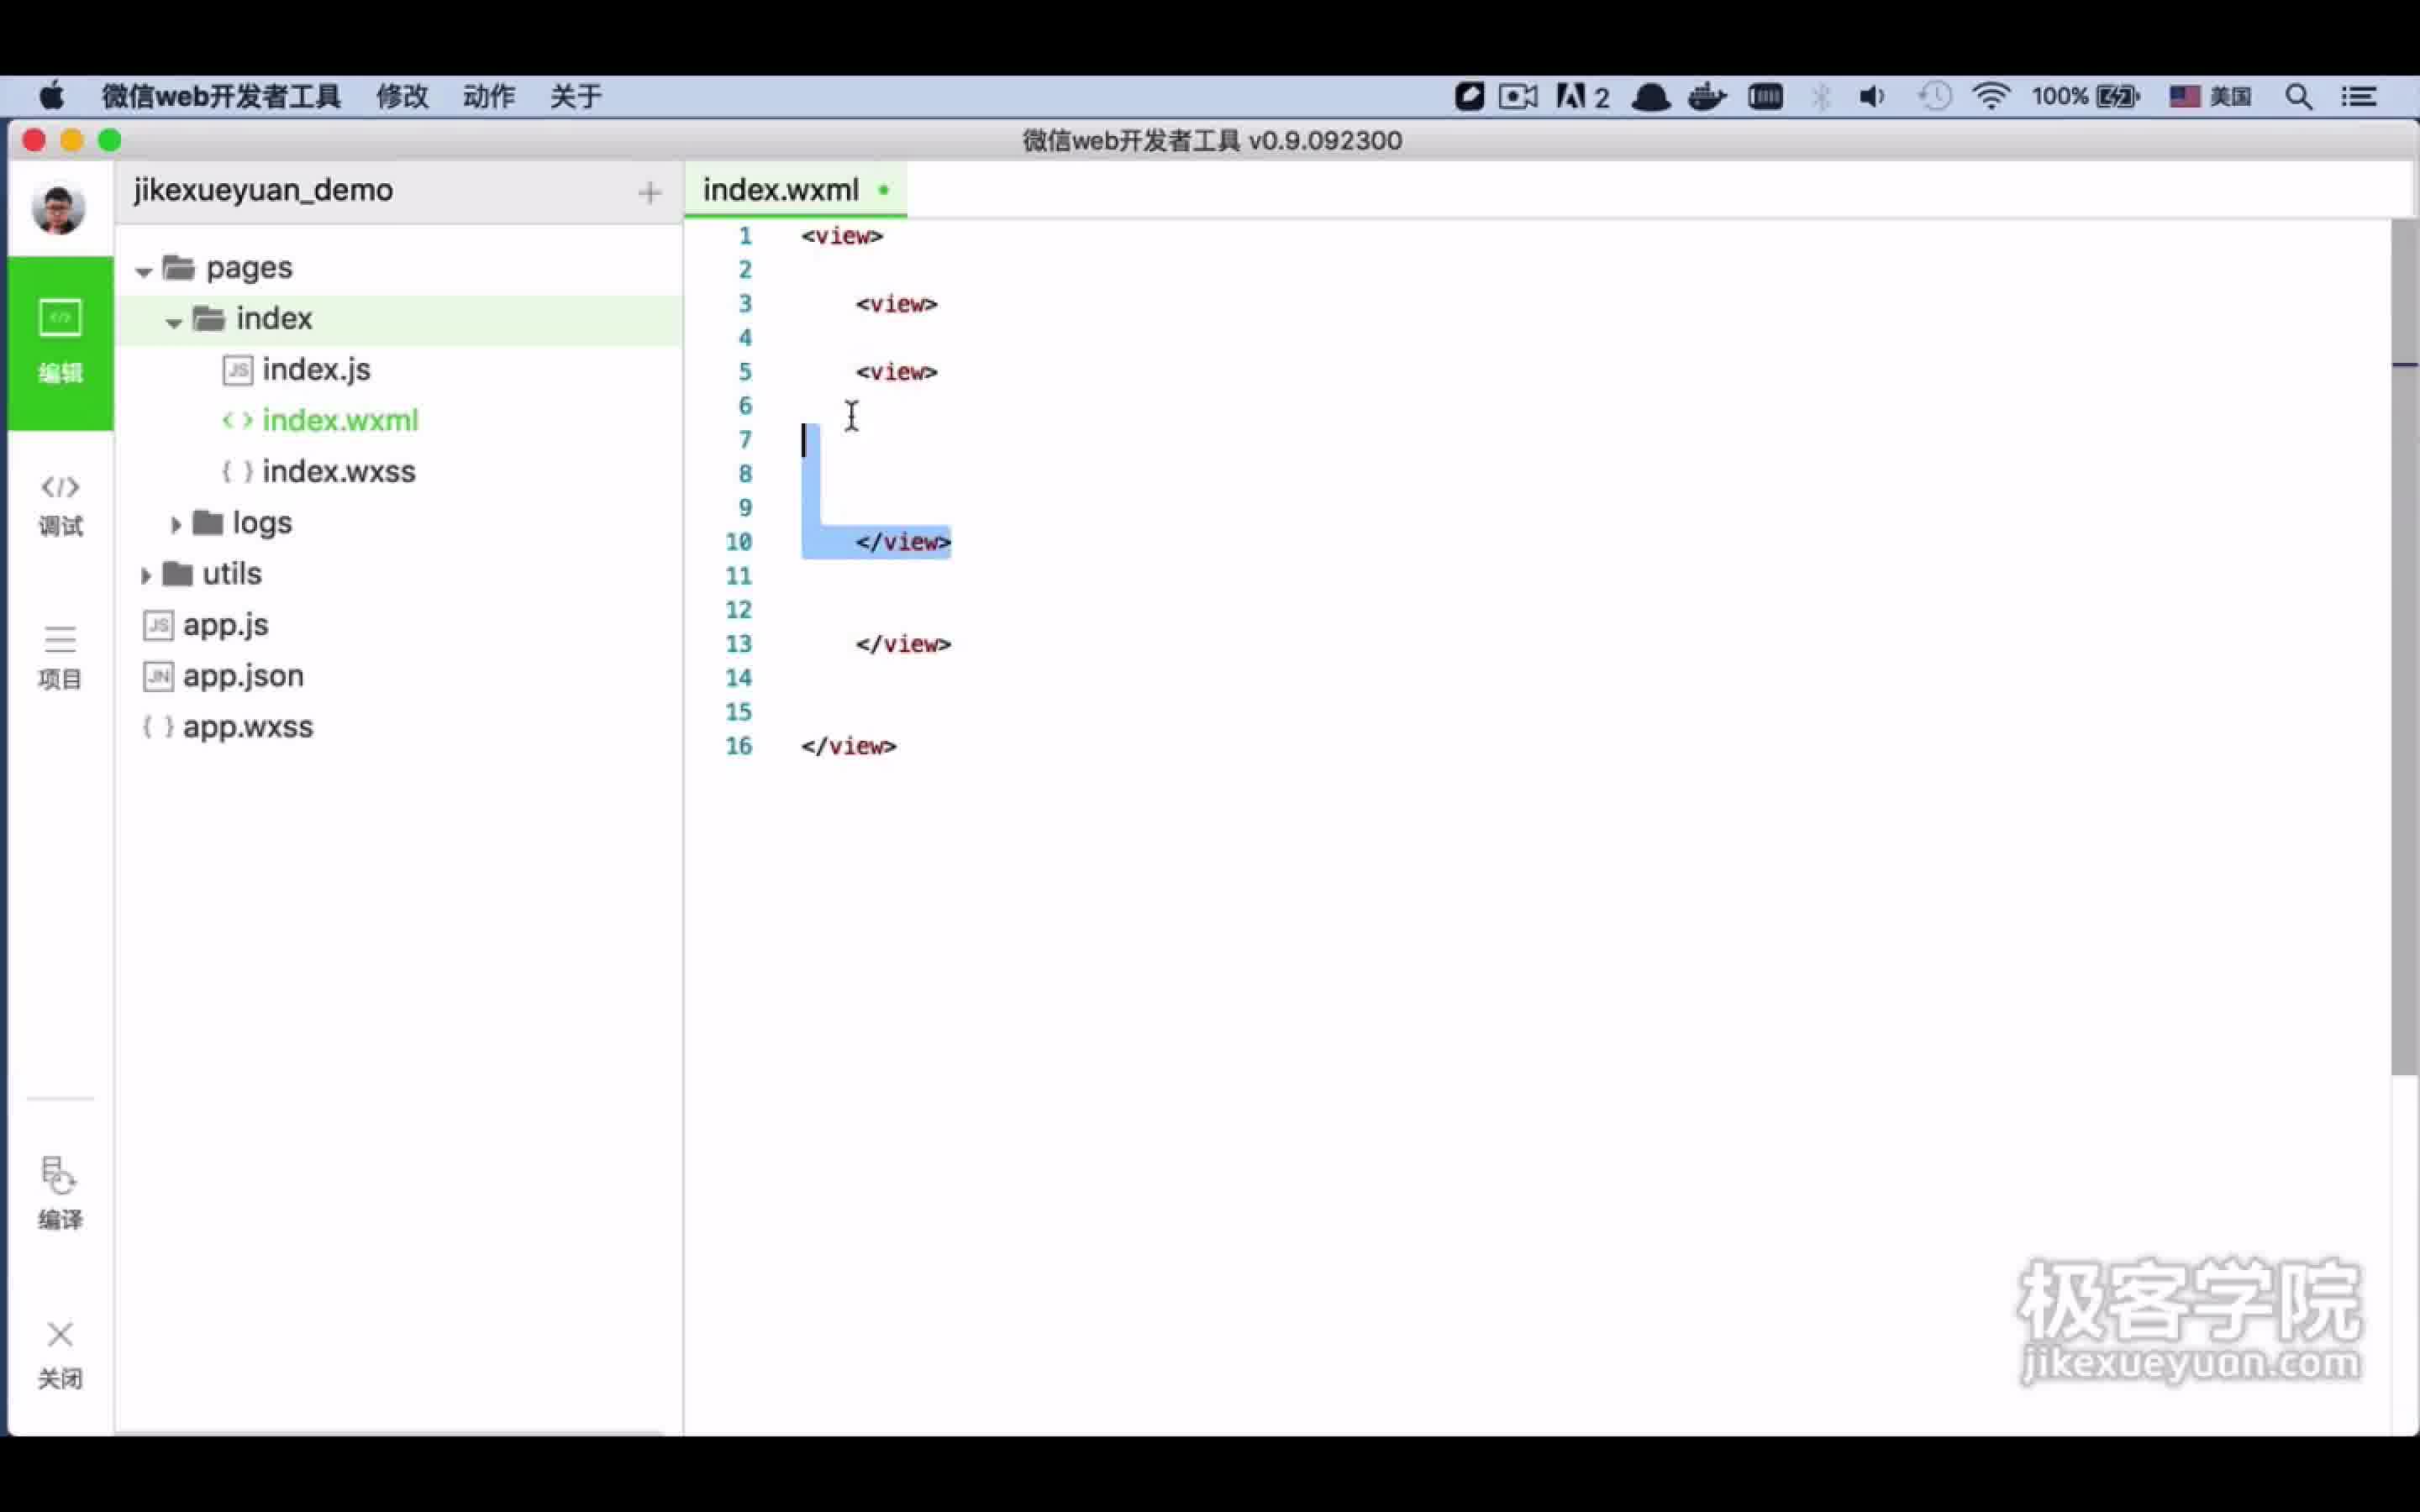 微信web开发者工具 修改 动作 关于 2 100% 美国
微信web开发者工具 v0.9.092300
jikexueyuan_demo +
index.wxml
编辑
调试
项目
编译
关闭
pages
index
JS index.js
< > index.wxml
{ } index.wxss
logs
utils
JS app.js
JN app.json
{ } app.wxss
1 <view>
2
3     <view>
4
5     <view>
6
7
8
9
10     </view>
11
12
13     </view>
14
15
16 </view>
极客学院
jikexueyuan.com